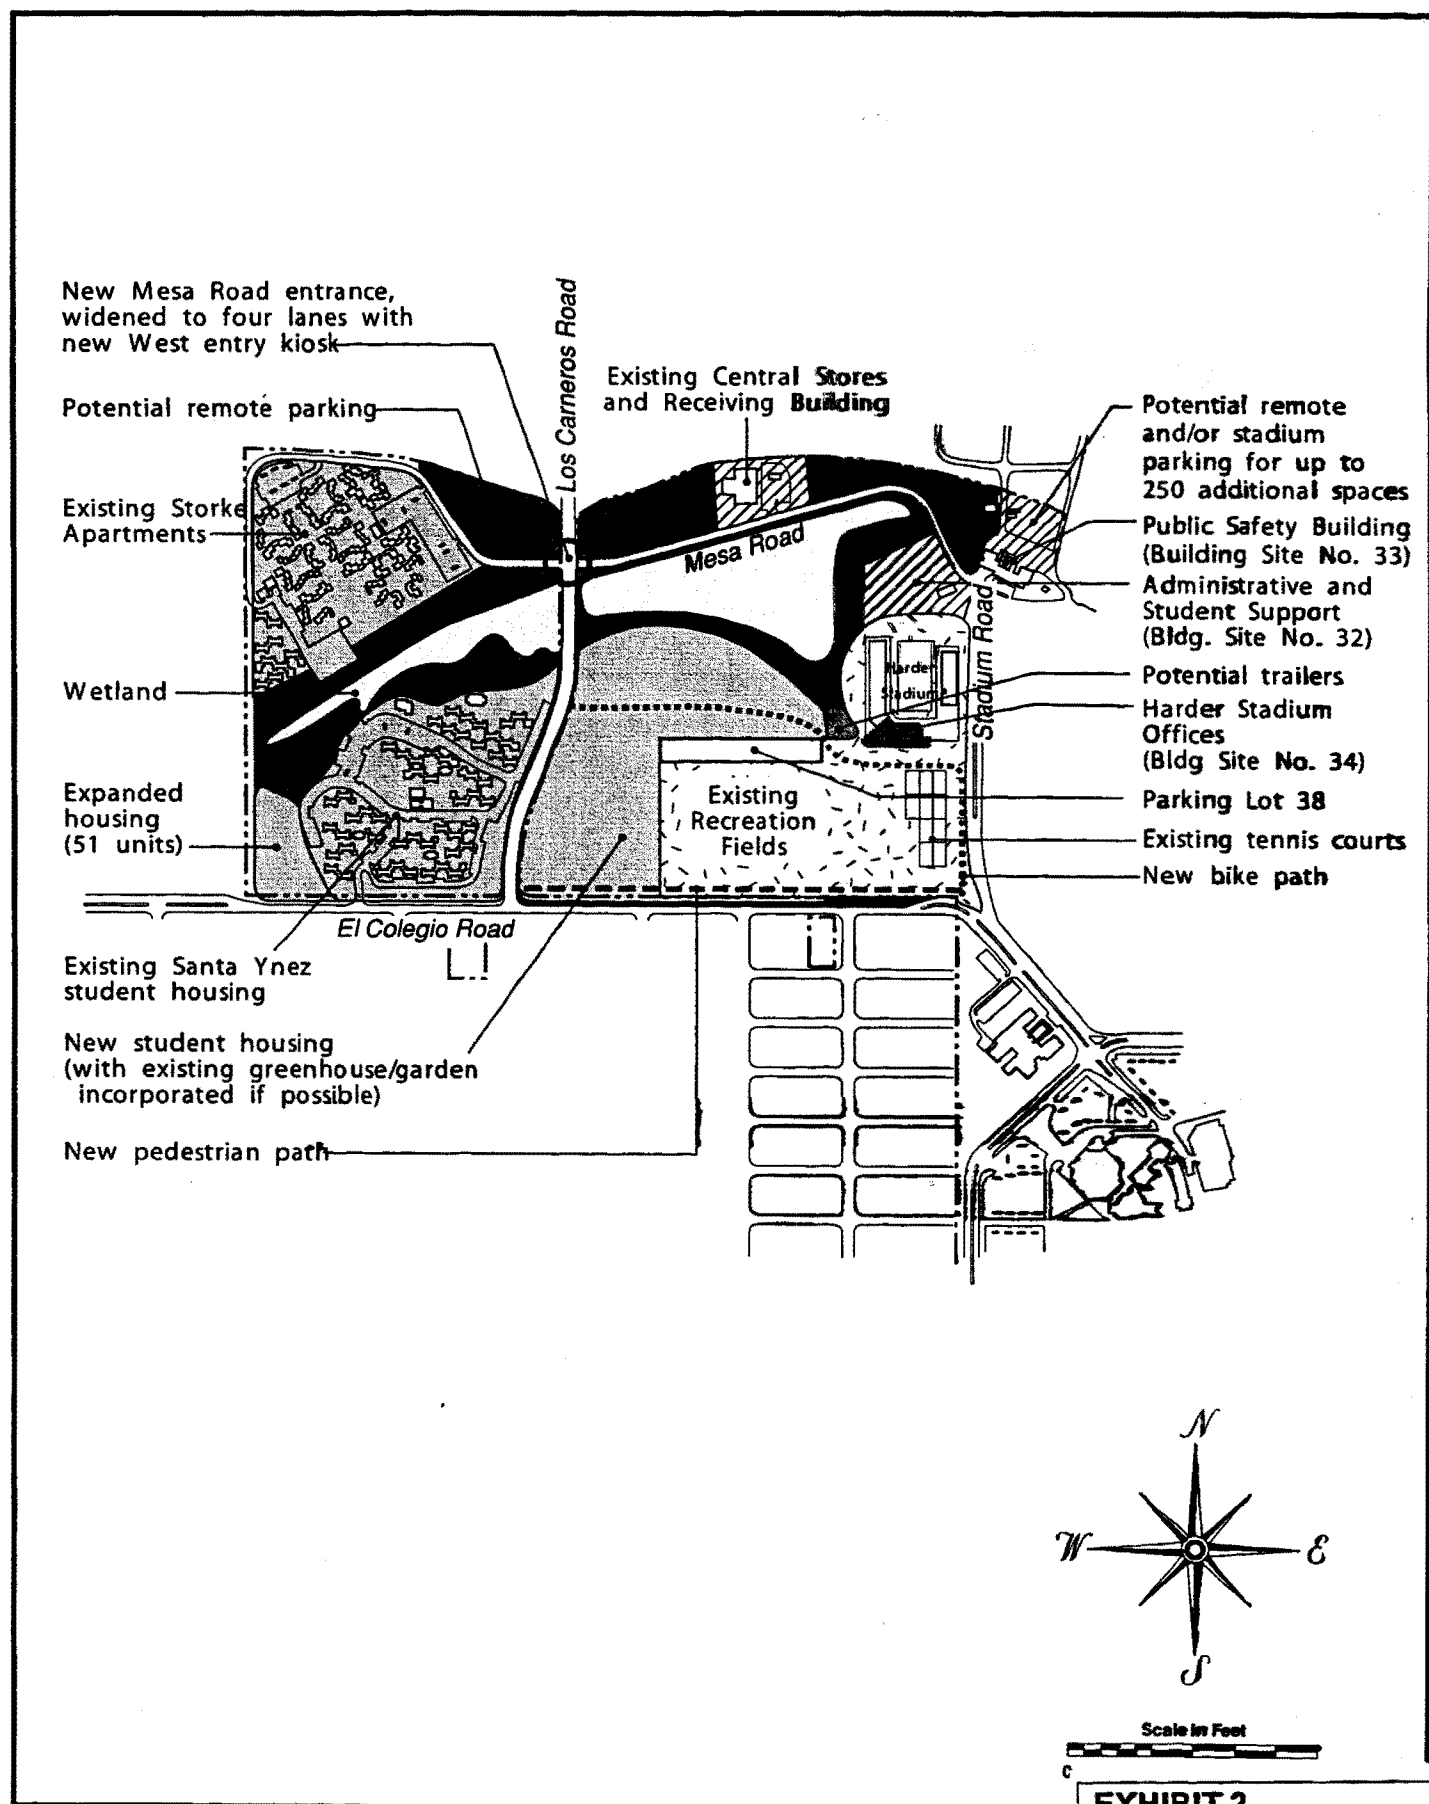 New Mesa Road entrance,
widened to four lanes with
new West entry kiosk
Potential remote parking
Existing Storke
Apartments
Wetland
Expanded
housing
(51 units)
Existing Santa Ynez
student housing
New student housing
(with existing greenhouse/garden
incorporated if possible)
New pedestrian path
Los Carneros Road
Existing Central Stores
and Receiving Building
Mesa Road
Harder
Stadium
Existing
Recreation
Fields
El Colegio Road
Stadium Road
Potential remote
and/or stadium
parking for up to
250 additional spaces
Public Safety Building
(Building Site No. 33)
Administrative and
Student Support
(Bldg. Site No. 32)
Potential trailers
Harder Stadium
Offices
(Bldg Site No. 34)
Parking Lot 38
Existing tennis courts
New bike path
N
W
E
S
Scale in Feet
EXHIBIT 2